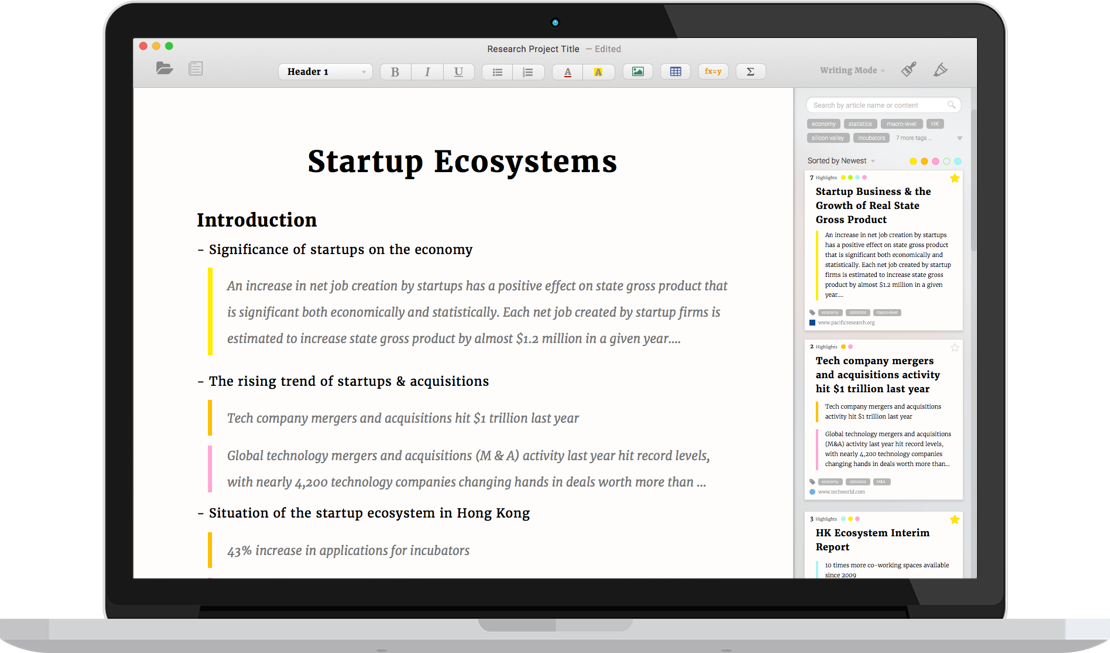 Research Project Title — Edited
Header 1
B I U
A A
fx=y Σ
Writing Mode
Startup Ecosystems
Introduction
- Significance of startups on the economy
An increase in net job creation by startups has a positive effect on state gross product that
is significant both economically and statistically. Each net job created by startup firms is
estimated to increase state gross product by almost $1.2 million in a given year....
- The rising trend of startups & acquisitions
Tech company mergers and acquisitions hit $1 trillion last year
Global technology mergers and acquisitions (M & A) activity last year hit record levels,
with nearly 4,200 technology companies changing hands in deals worth more than ...
- Situation of the startup ecosystem in Hong Kong
43% increase in applications for incubators
Search by article name or content
economy statistics macro-level HK
silicon valley incubators 7 more tags ...
Sorted by Newest
7 Highlights
Startup Business & the
Growth of Real State
Gross Product
An increase in net job creation by startups
has a positive effect on state gross product
that is significant both economically and
statistically. Each net job created by startup
firms is estimated to increase state gross
product by almost $1.2 million in a given
year....
economy statistics macro-level
www.pacificresearch.org
2 Highlights
Tech company mergers
and acquisitions activity
hit $1 trillion last year
Tech company mergers and acquisitions
activity hit $1 trillion last year
Global technology mergers and acquisitions
(M&A) activity last year hit record levels,
with nearly 4,200 technology companies
changing hands in deals worth more than...
economy statistics M&A
www.techworld.com
3 Highlights
HK Ecosystem Interim
Report
10 times more co-working spaces available
since 2009